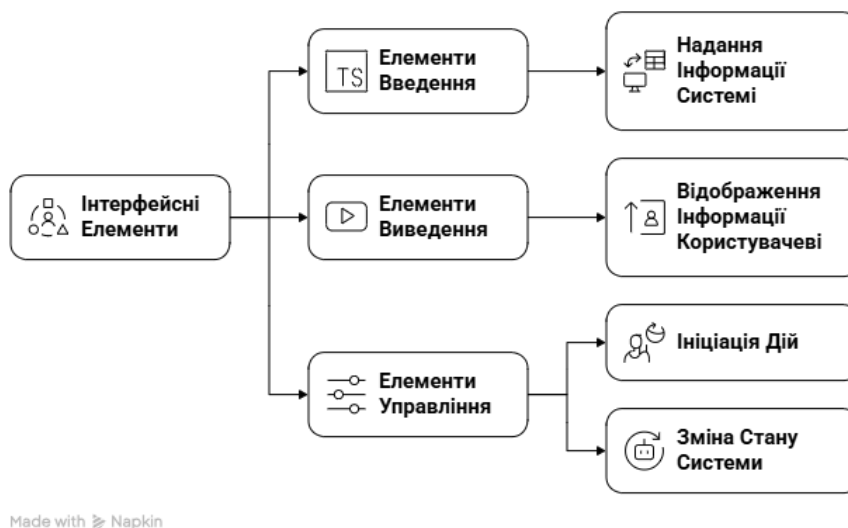 Інтерфейсні
Елементи
Елементи
Введення
TS
Надання
Інформації
Системі
Елементи
Виведення
Відображення
Інформації
Користувачеві
Елементи
Управління
Ініціація Дій
Зміна Стану
Системи
Made with Napkin